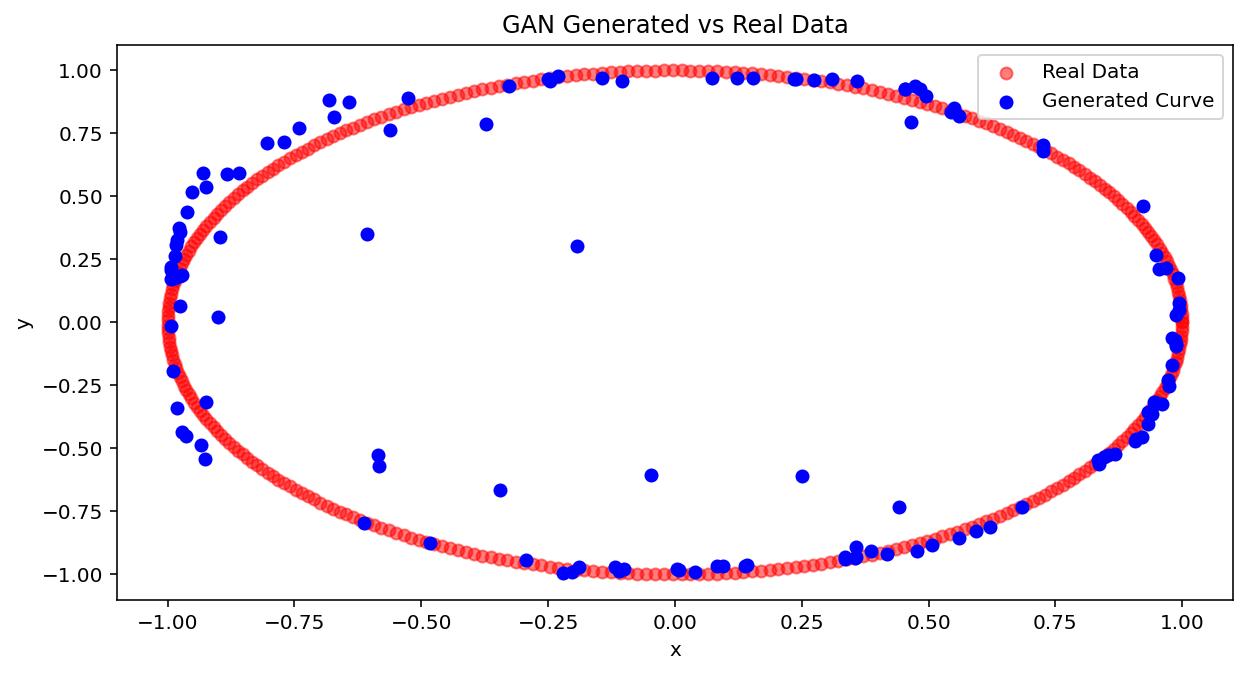 GAN Generated vs Real Data
Real Data
Generated Curve
1.00
0.75
0.50
0.25
0.00
−0.25
−0.50
−0.75
−1.00
y
−1.00 −0.75 −0.50 −0.25 0.00 0.25 0.50 0.75 1.00
x